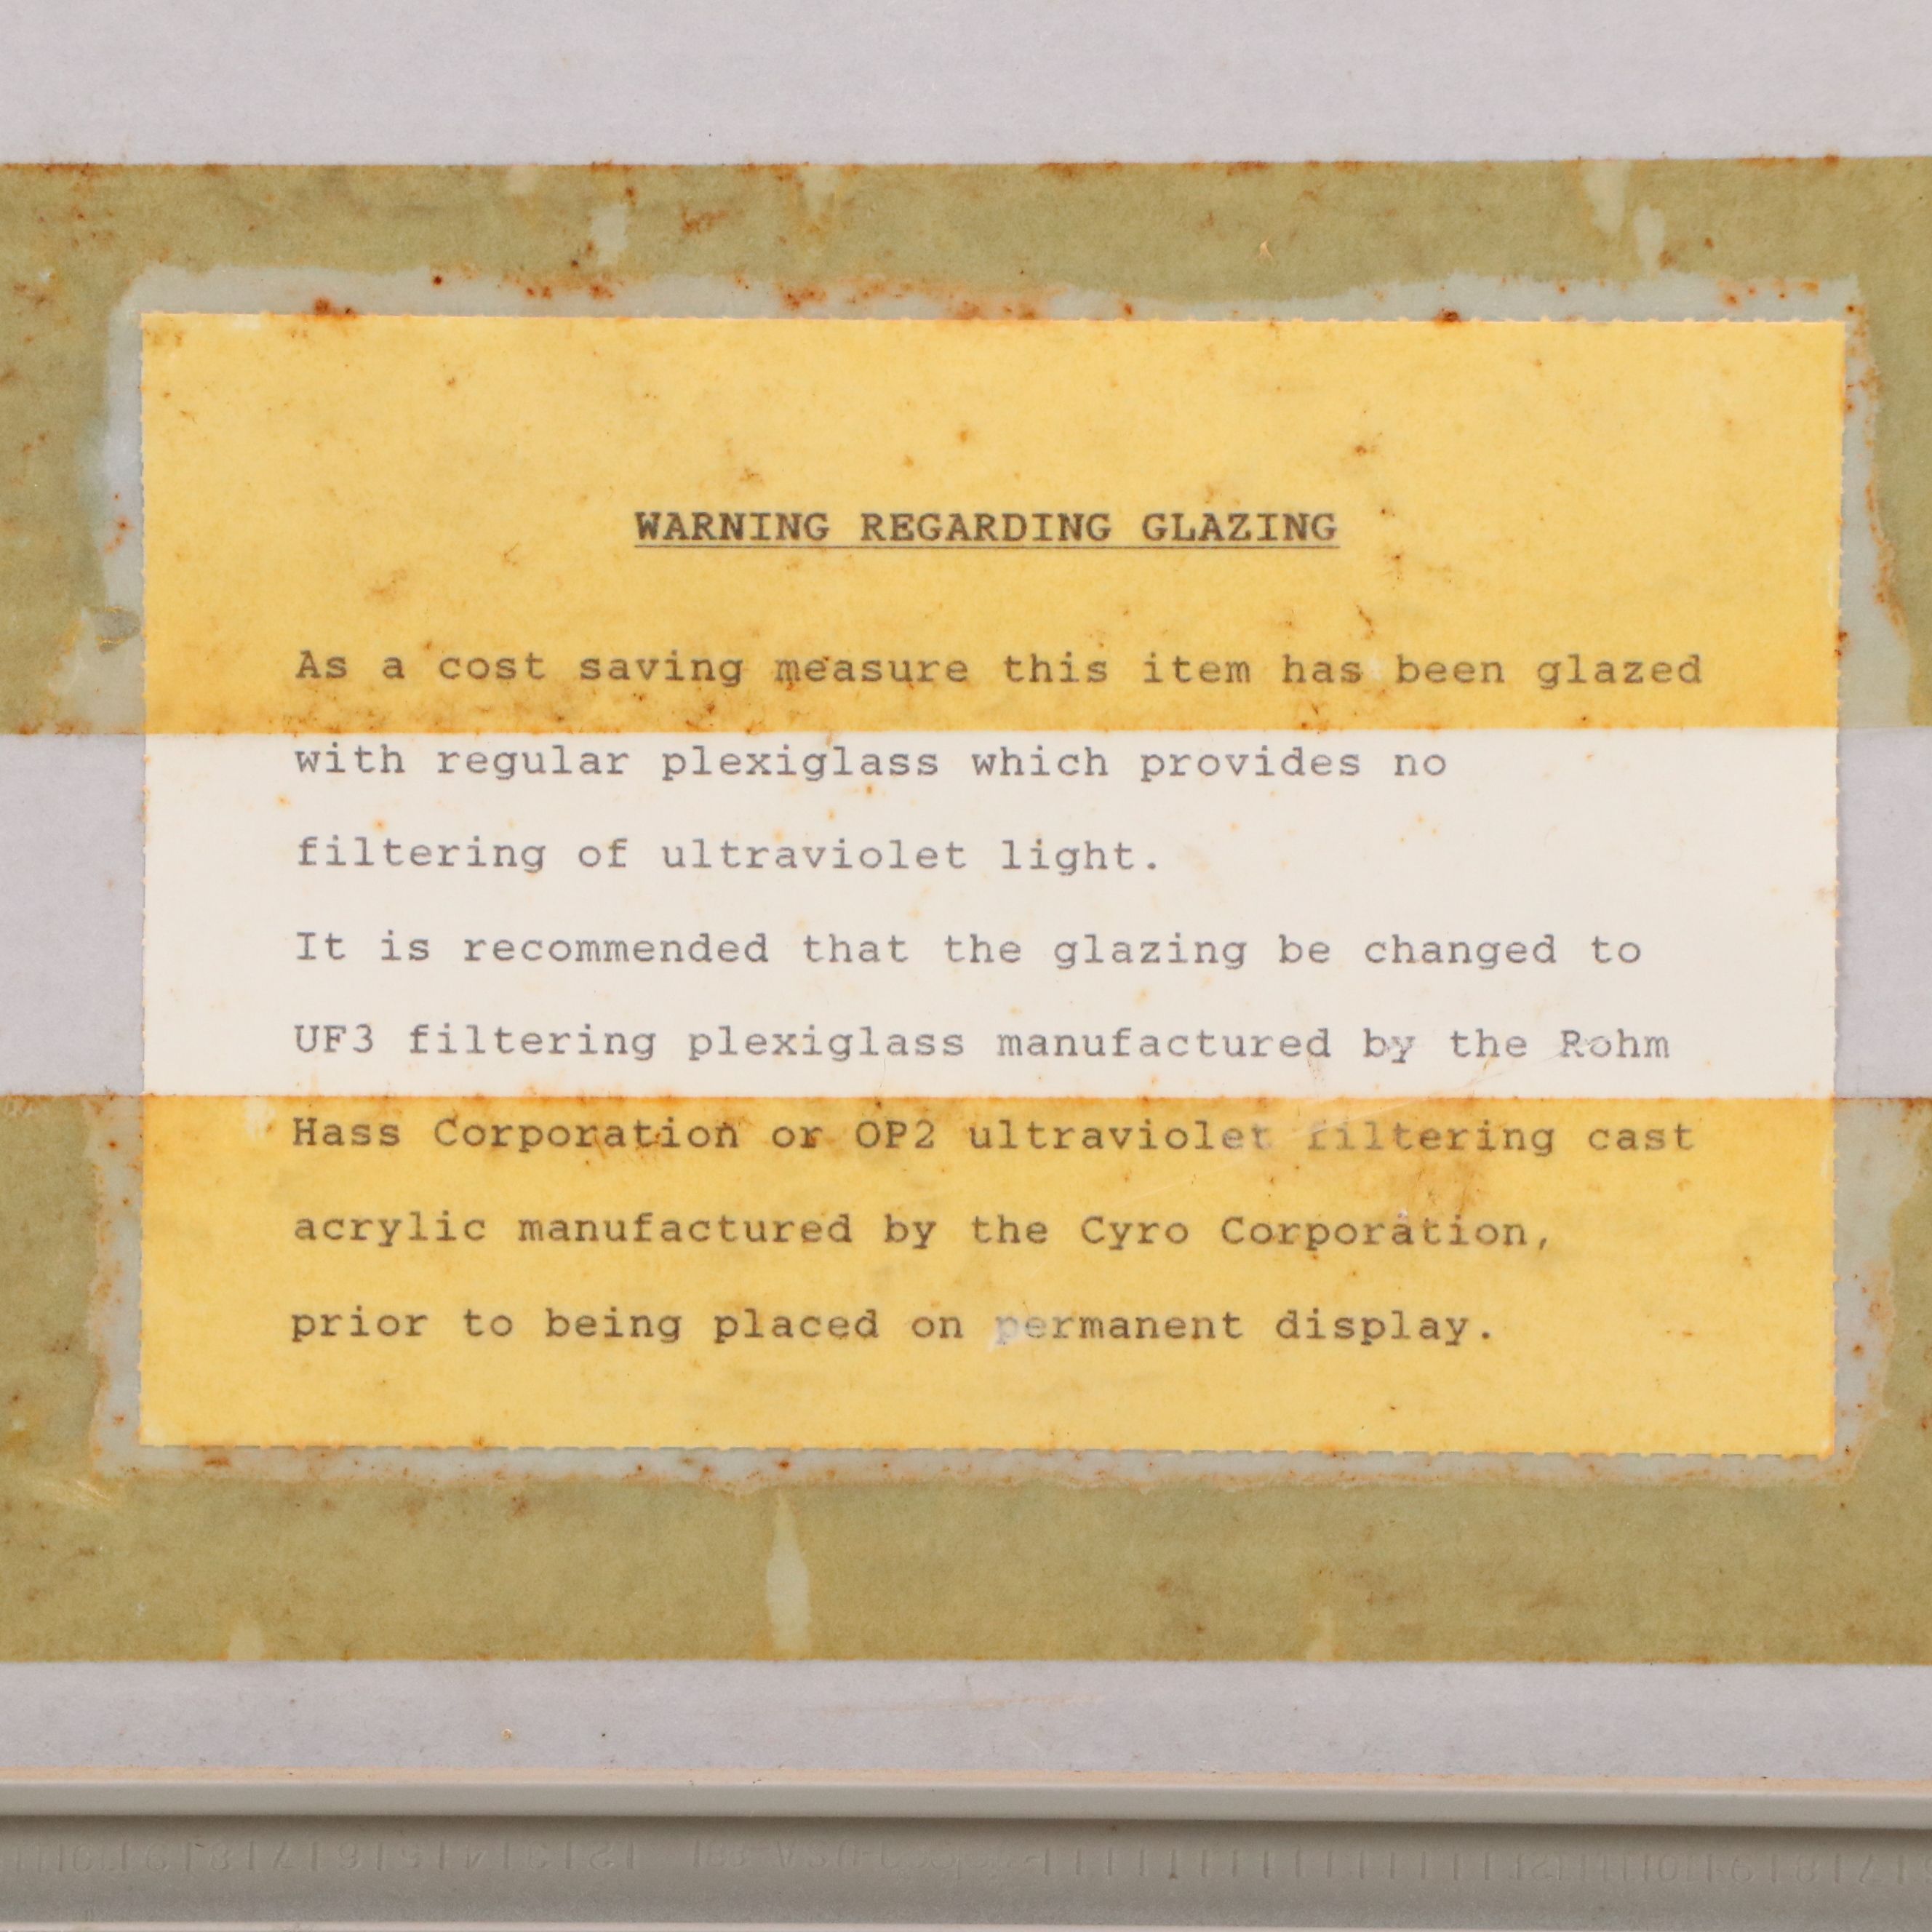 WARNING REGARDING GLAZING
As a cost saving measure this item has been glazed
with regular plexiglass which provides no
filtering of ultraviolet light.
It is recommended that the glazing be changed to
UF3 filtering plexiglass manufactured by the Rohm
Hass Corporation or OP2 ultraviolet filtering cast
acrylic manufactured by the Cyro Corporation,
prior to being placed on permanent display.